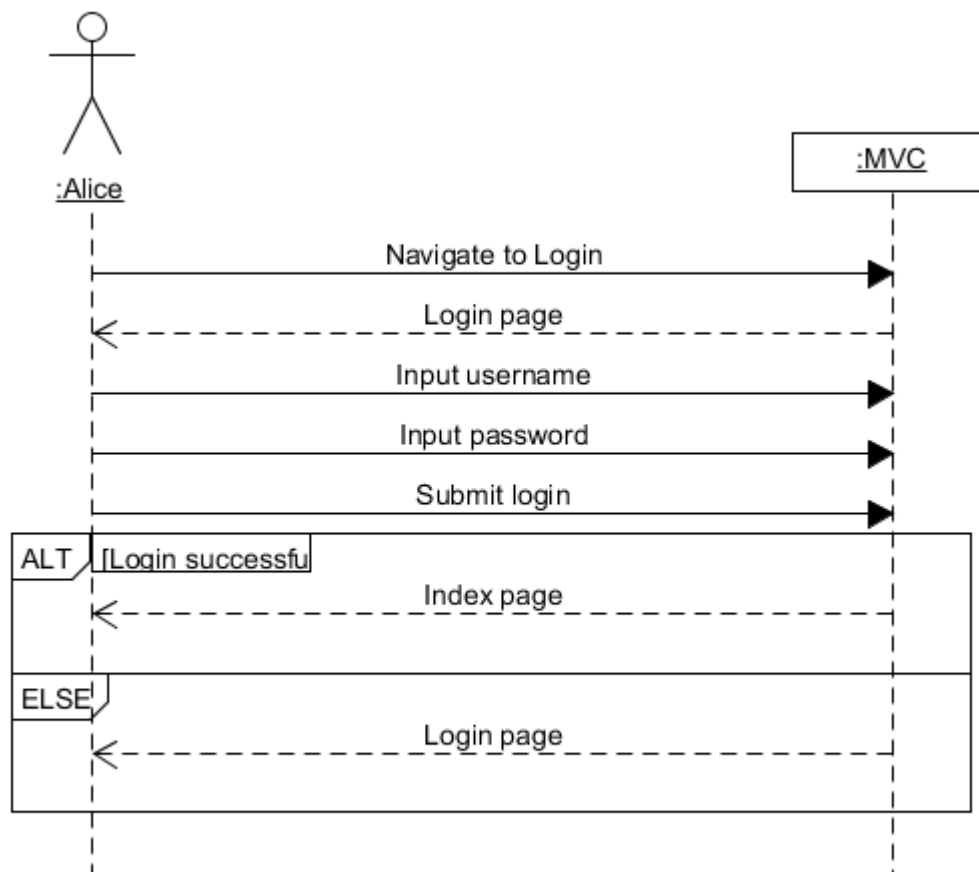 :Alice
:MVC
Navigate to Login
Login page
Input username
Input password
Submit login
ALT
[Login successfu
Index page
ELSE
Login page